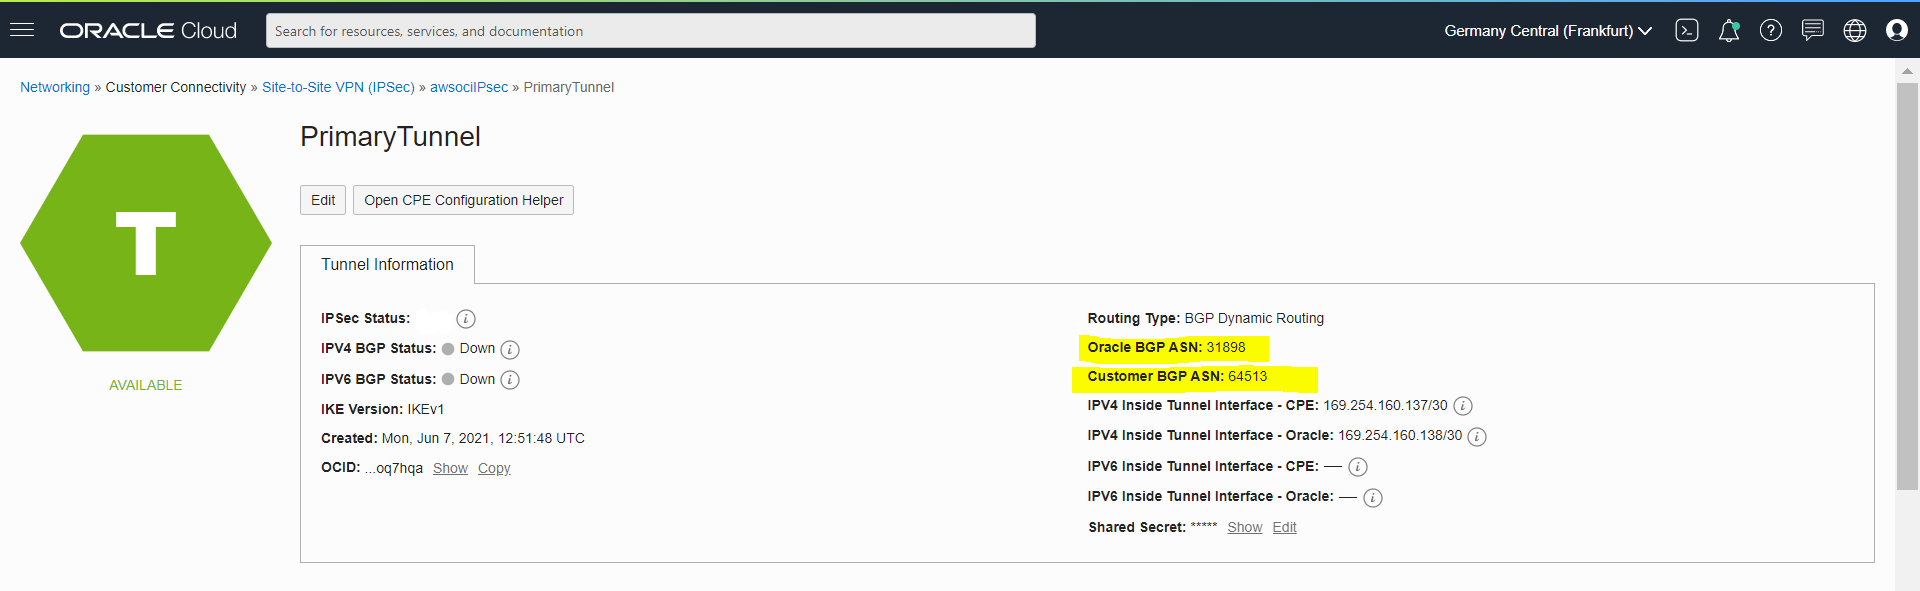 ORACLE Cloud
Search for resources, services, and documentation
Germany Central (Frankfurt)
Networking » Customer Connectivity » Site-to-Site VPN (IPSec) » awsociIPsec » PrimaryTunnel
T
AVAILABLE
PrimaryTunnel
Edit
Open CPE Configuration Helper
Tunnel Information
IPSec Status:
IPV4 BGP Status: Down
IPV6 BGP Status: Down
IKE Version: IKEv1
Created: Mon, Jun 7, 2021, 12:51:48 UTC
OCID: ...oq7hqa Show Copy
Routing Type: BGP Dynamic Routing
Oracle BGP ASN: 31898
Customer BGP ASN: 64513
IPV4 Inside Tunnel Interface - CPE: 169.254.160.137/30
IPV4 Inside Tunnel Interface - Oracle: 169.254.160.138/30
IPV6 Inside Tunnel Interface - CPE: —
IPV6 Inside Tunnel Interface - Oracle: —
Shared Secret: ***** Show Edit